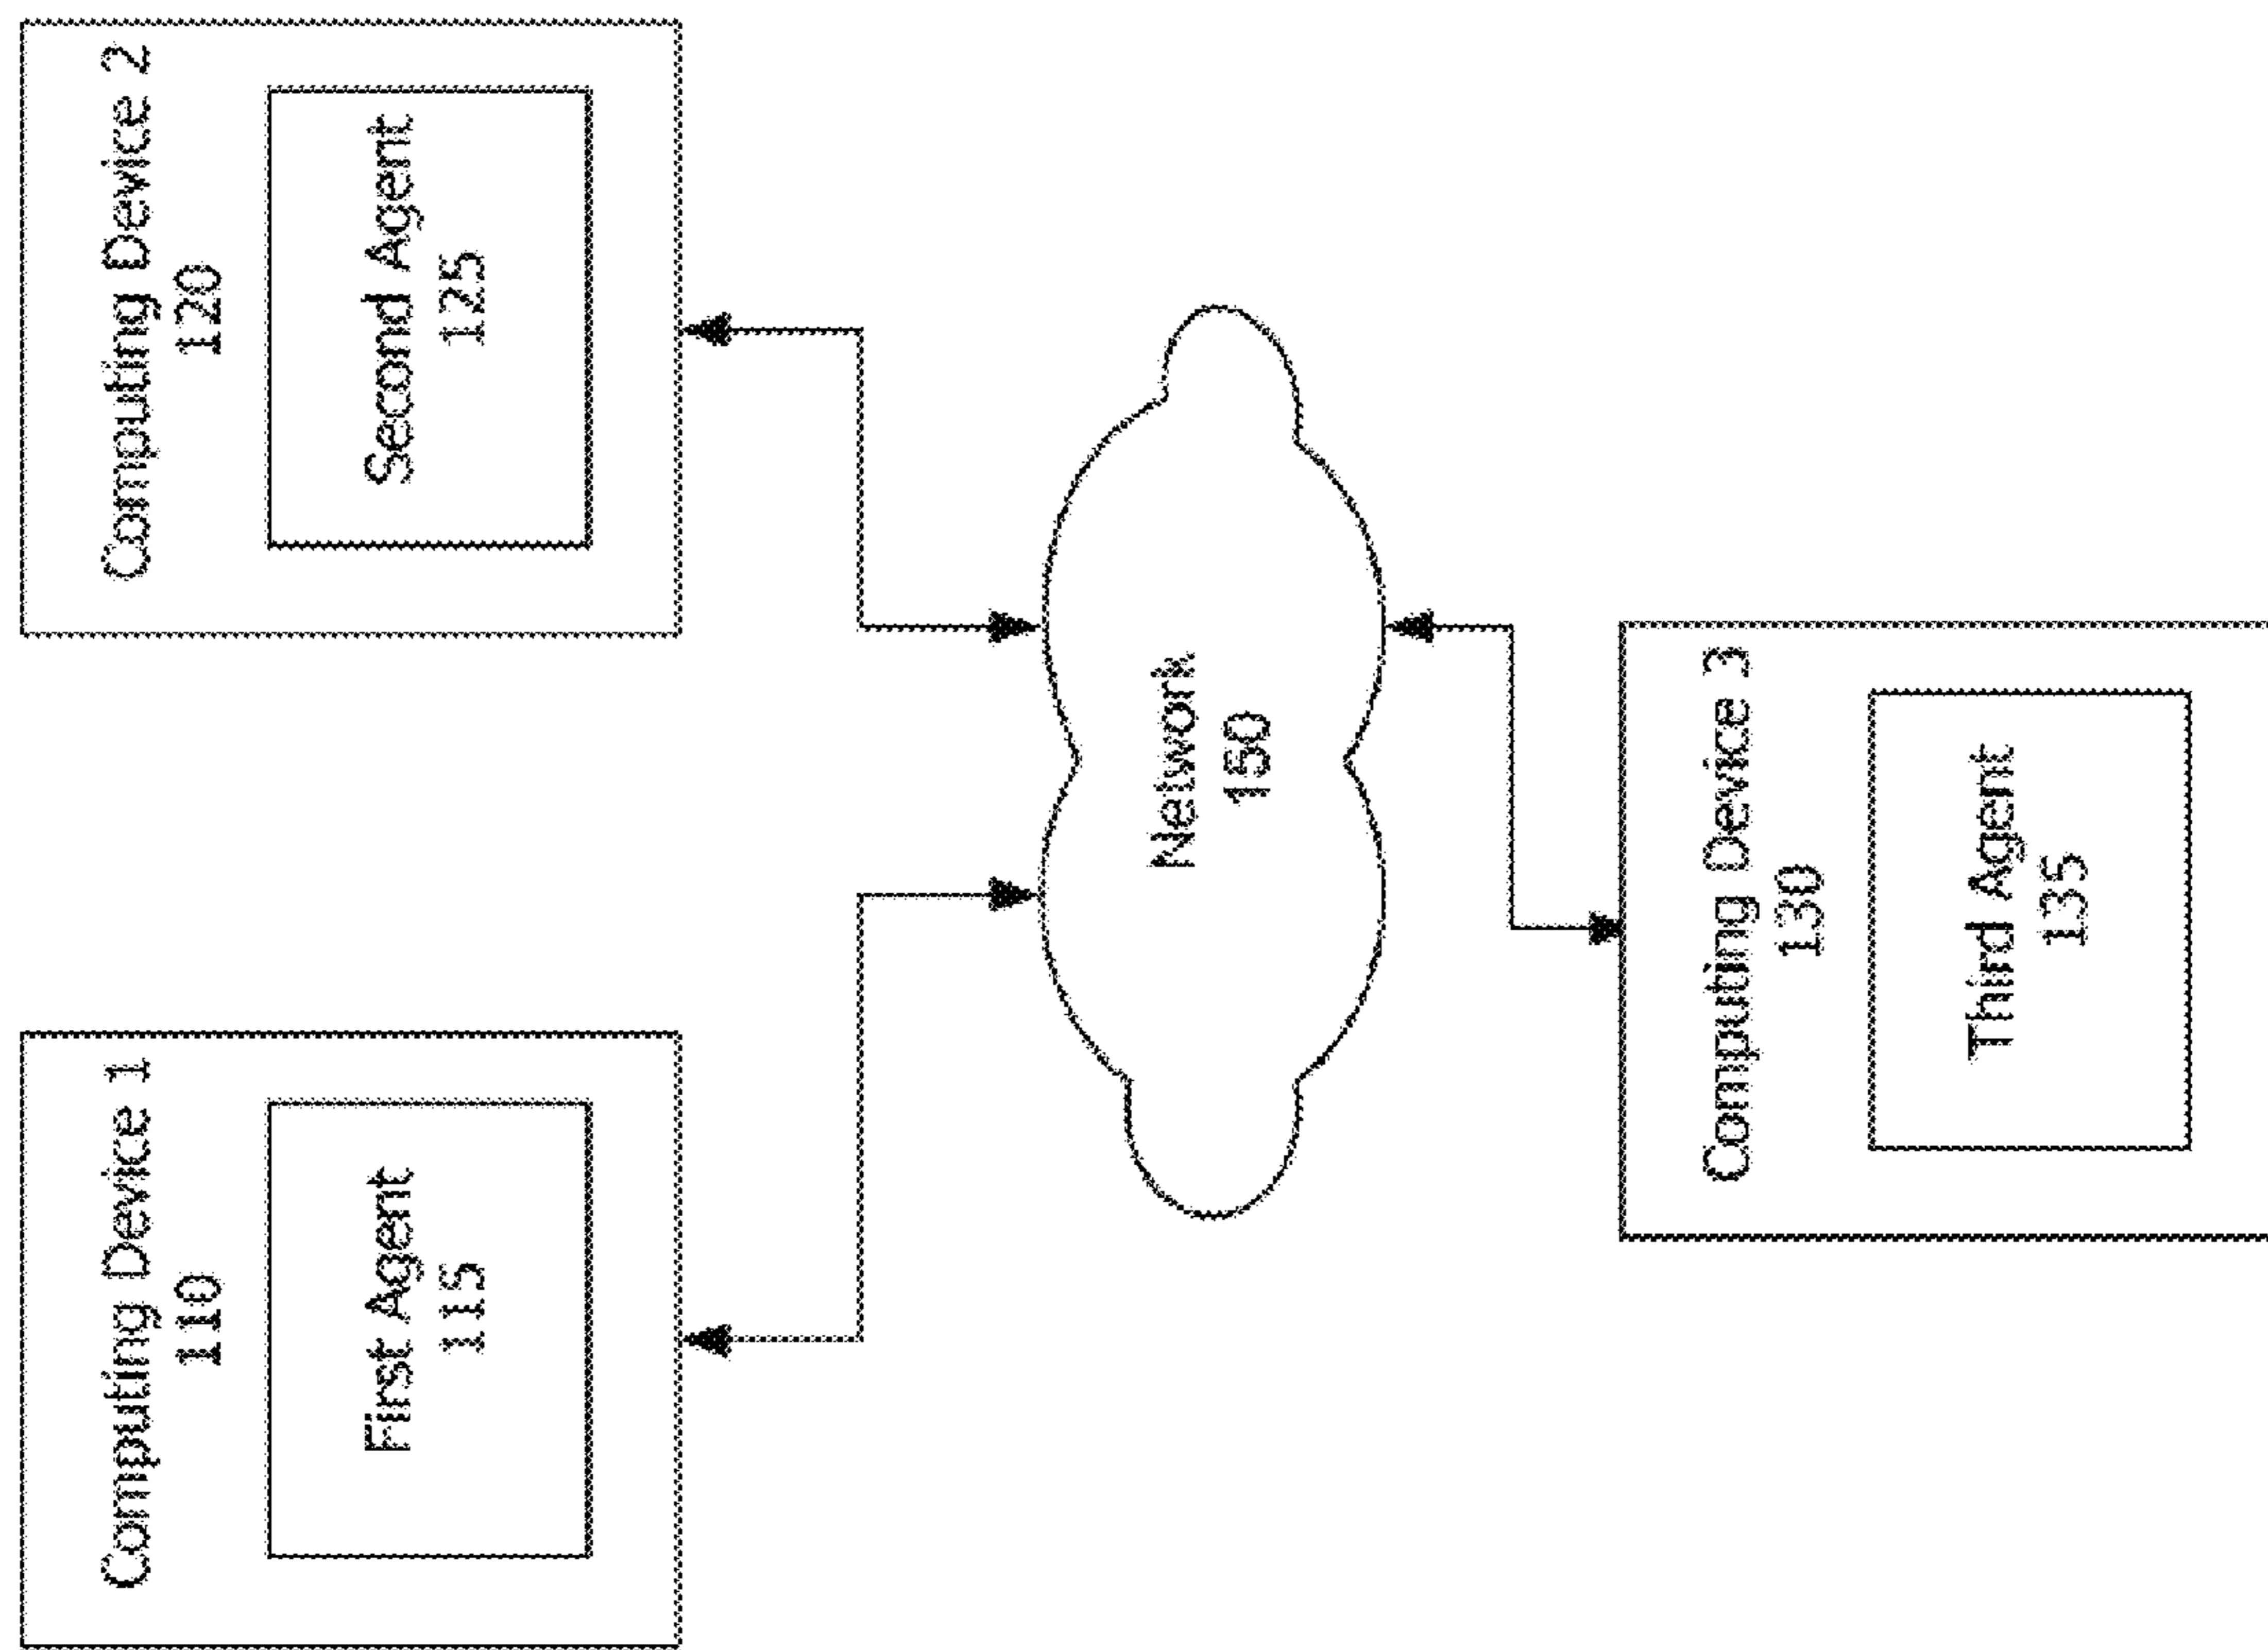 Computing Device 1
110
First Agent
115
Computing Device 2
120
Second Agent
125
Network
150
Computing Device 3
130
Third Agent
135